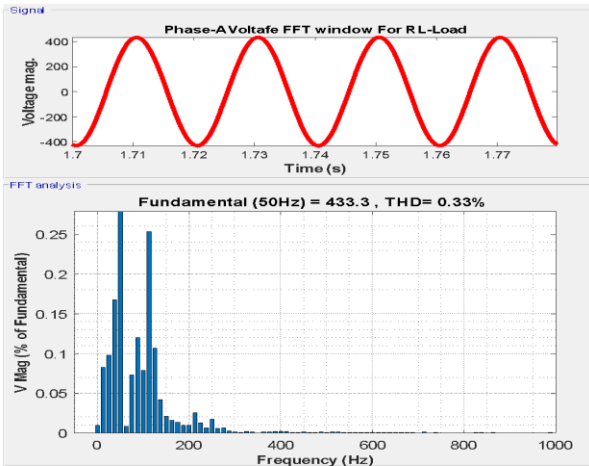 Signal
Phase-AVoltafe FFT window For RL-Load
Voltage mag.
400
200
0
-200
-400
1.7 1.71 1.72 1.73 1.74 1.75 1.76 1.77
Time (s)
FFT analysis
Fundamental (50Hz) = 433.3 , THD= 0.33%
V Mag (% of Fundamental)
0.25
0.2
0.15
0.1
0.05
0
0 200 400 600 800 1000
Frequency (Hz)